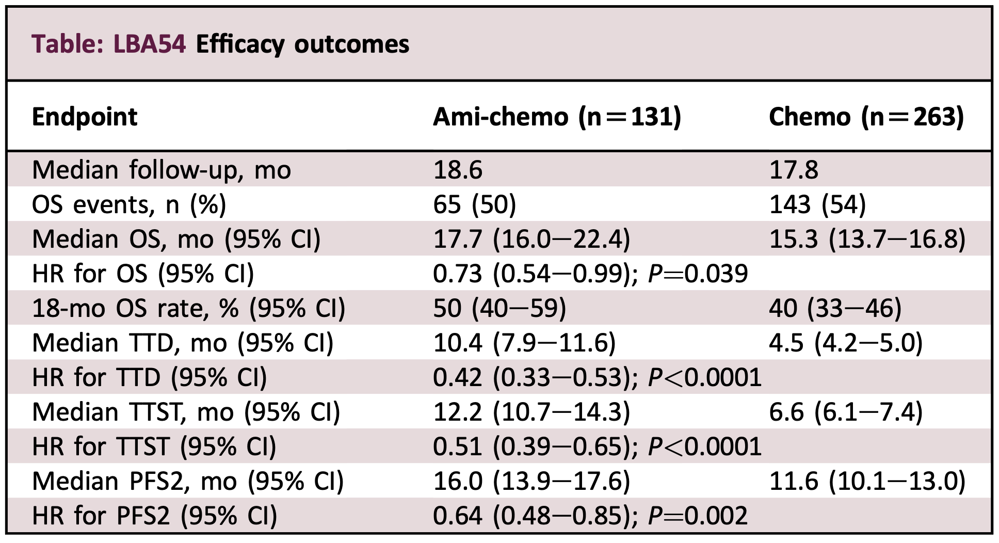 Table: LBA54 Efficacy outcomes
Endpoint Ami-chemo (n=131) Chemo (n=263)
Median follow-up, mo 18.6 17.8
OS events, n (%) 65 (50) 143 (54)
Median OS, mo (95% CI) 17.7 (16.0—22.4) 15.3 (13.7—16.8)
HR for OS (95% CI) 0.73 (0.54—0.99); P=0.039
18-mo OS rate, % (95% CI) 50 (40—59) 40 (33—46)
Median TTD, mo (95% CI) 10.4 (7.9—11.6) 4.5 (4.2—5.0)
HR for TTD (95% CI) 0.42 (0.33—0.53); P<0.0001
Median TTST, mo (95% CI) 12.2 (10.7—14.3) 6.6 (6.1—7.4)
HR for TTST (95% CI) 0.51 (0.39—0.65); P<0.0001
Median PFS2, mo (95% CI) 16.0 (13.9—17.6) 11.6 (10.1—13.0)
HR for PFS2 (95% CI) 0.64 (0.48—0.85); P=0.002